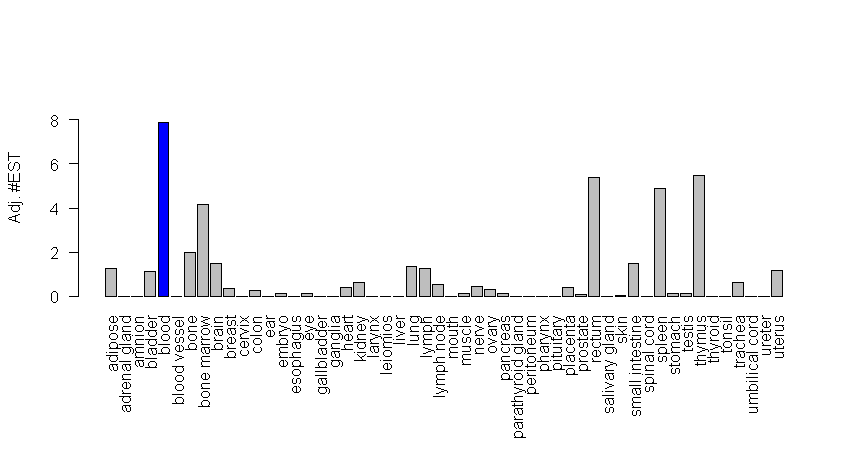 Adj. #EST
8
6
4
2
0
adipose
adrenal gland
amnion
bladder
blood
blood vessel
bone
bone marrow
brain
breast
cervix
colon
ear
embryo
esophagus
eye
gallbladder
ganglia
heart
kidney
larynx
leiomios
liver
lung
lymph
lymph node
mouth
muscle
nerve
ovary
pancreas
parathyroid gland
peritoneum
pharynx
pituitary
placenta
prostate
rectum
salivary gland
skin
small intestine
spinal cord
spleen
stomach
testis
thymus
thyroid
tonsil
trachea
umbilical cord
ureter
uterus